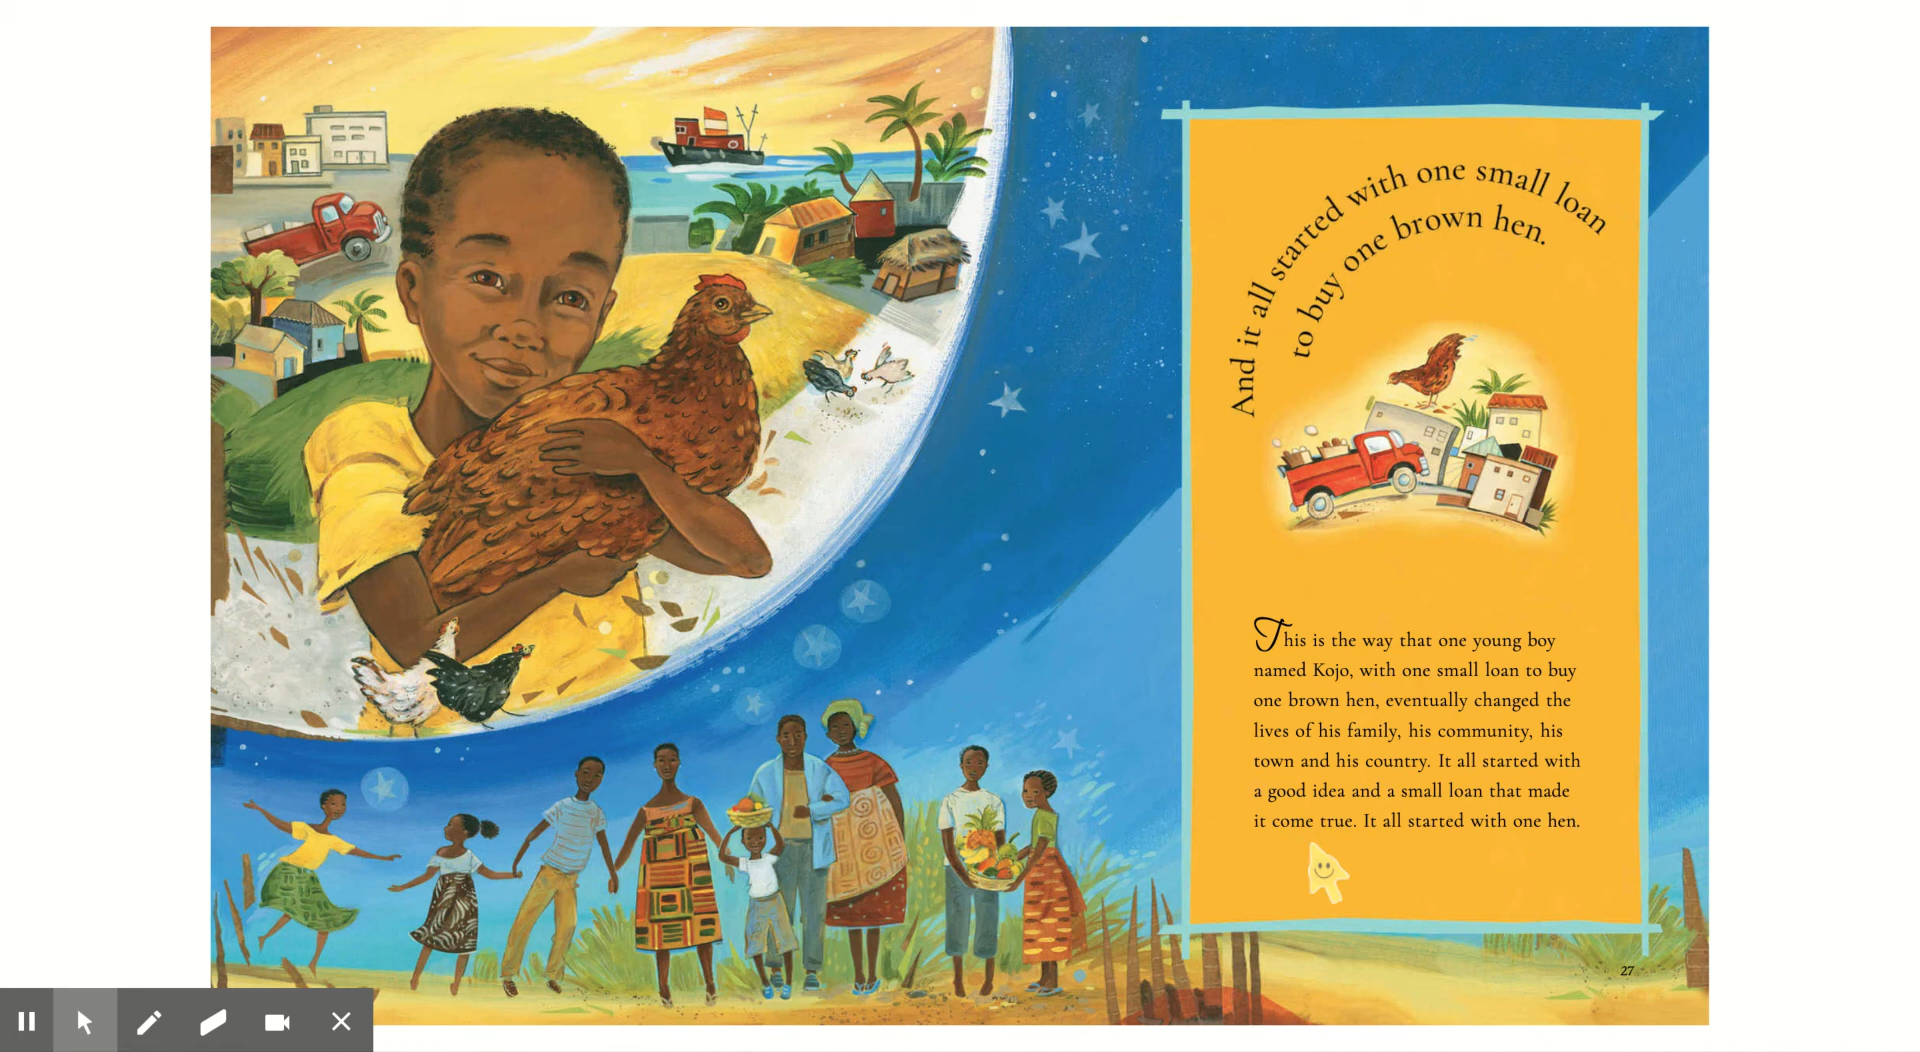 And it all started with one small loan
to buy one brown hen.
This is the way that one young boy
named Kojo, with one small loan to buy
one brown hen, eventually changed the
lives of his family, his community, his
town and his country. It all started with
a good idea and a small loan that made
it come true. It all started with one hen.
27